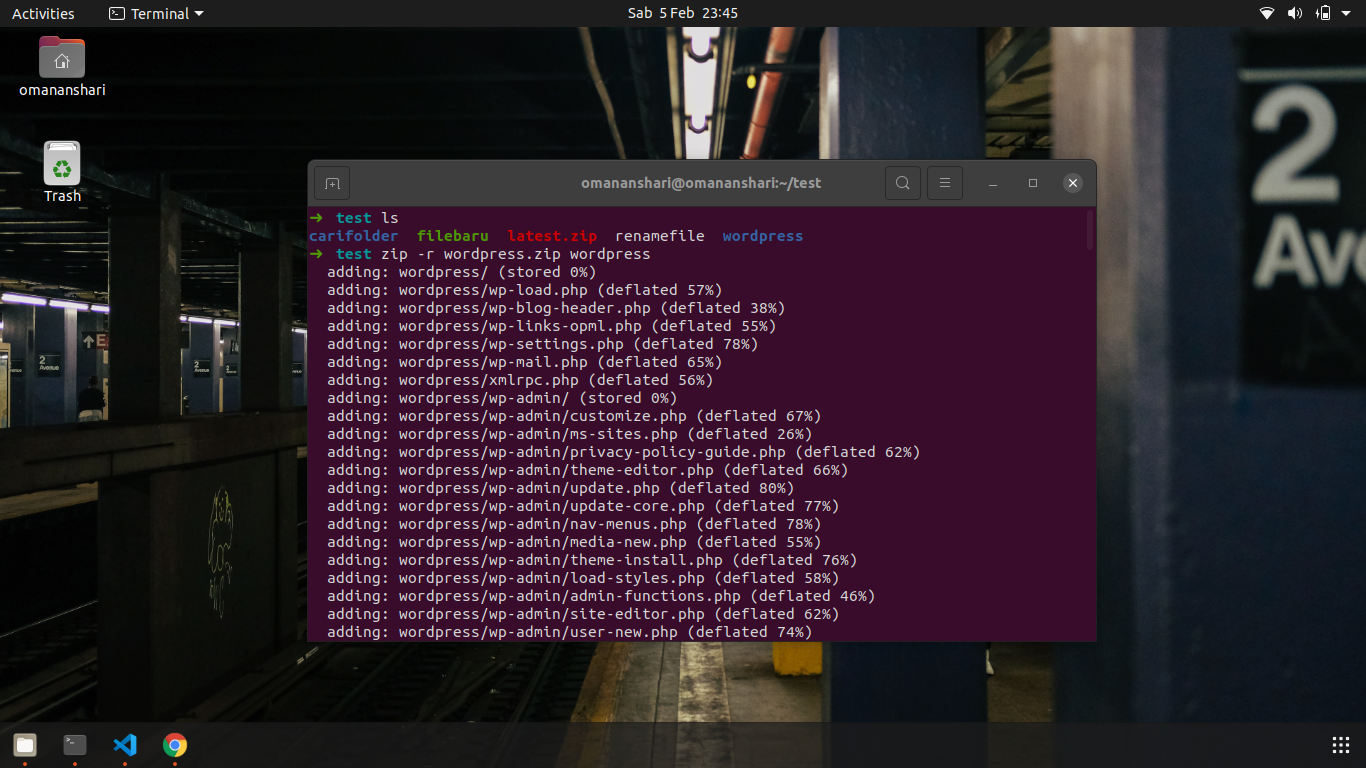 Activities
Terminal
Sab 5 Feb 23:45
omananshari
Trash
2
Avenue
2
Avenue
2
Ave
omananshari@omananshari:~/test
➜ test ls
carifolder filebaru latest.zip renamefile wordpress
➜ test zip -r wordpress.zip wordpress
adding: wordpress/ (stored 0%)
adding: wordpress/wp-load.php (deflated 57%)
adding: wordpress/wp-blog-header.php (deflated 38%)
adding: wordpress/wp-links-opml.php (deflated 55%)
adding: wordpress/wp-settings.php (deflated 78%)
adding: wordpress/wp-mail.php (deflated 65%)
adding: wordpress/xmlrpc.php (deflated 56%)
adding: wordpress/wp-admin/ (stored 0%)
adding: wordpress/wp-admin/customize.php (deflated 67%)
adding: wordpress/wp-admin/ms-sites.php (deflated 26%)
adding: wordpress/wp-admin/privacy-policy-guide.php (deflated 62%)
adding: wordpress/wp-admin/theme-editor.php (deflated 66%)
adding: wordpress/wp-admin/update.php (deflated 80%)
adding: wordpress/wp-admin/update-core.php (deflated 77%)
adding: wordpress/wp-admin/nav-menus.php (deflated 78%)
adding: wordpress/wp-admin/media-new.php (deflated 55%)
adding: wordpress/wp-admin/theme-install.php (deflated 76%)
adding: wordpress/wp-admin/load-styles.php (deflated 58%)
adding: wordpress/wp-admin/admin-functions.php (deflated 46%)
adding: wordpress/wp-admin/site-editor.php (deflated 62%)
adding: wordpress/wp-admin/user-new.php (deflated 74%)